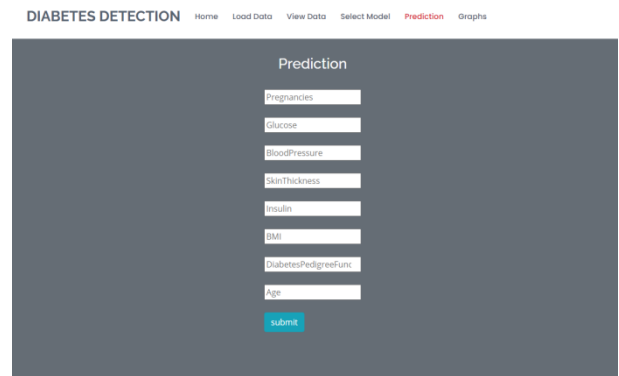 DIABETES DETECTION Home Load Data View Data Select Model Prediction Graphs
Prediction
Pregnancies
Glucose
BloodPressure
SkinThickness
Insulin
BMI
DiabetesPedigreeFunc
Age
submit